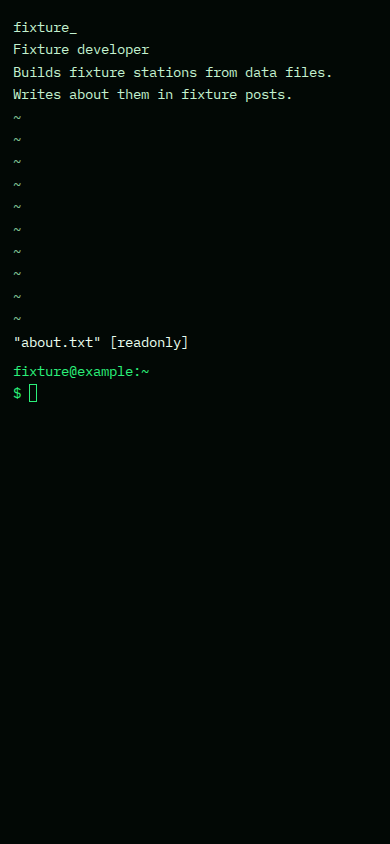 fixture_
Fixture developer
Builds fixture stations from data files.
Writes about them in fixture posts.
~
~
~
~
~
~
~
~
~
~
"about.txt" [readonly]
fixture@example:~
$